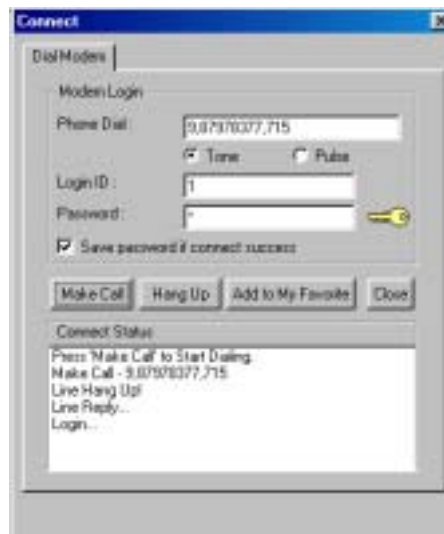 Connect
Dial Modem
Modem Login
Phone Dial :
9,87978377,715
Tone Pulse
Login ID :
1
Password :
*
Save password if connect success
Make Call Hang Up Add to My Favorite Close
Connect Status
Press 'Make Call' to Start Dialing.
Make Call - 9,87978377,715
Line Hang Up!
Line Reply...
Login...